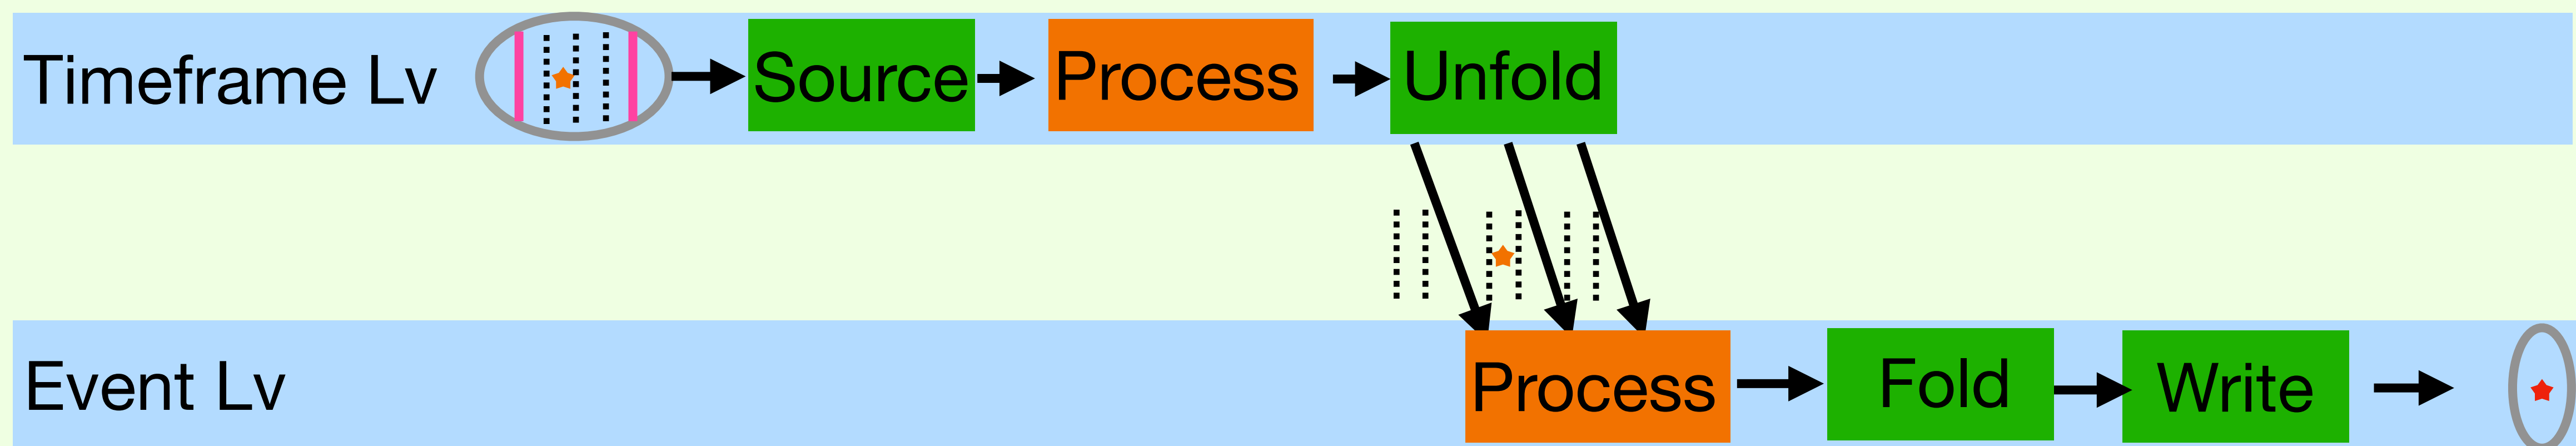 Timeframe Lv
Source
Process
Unfold
Event Lv
Process
Fold
Write